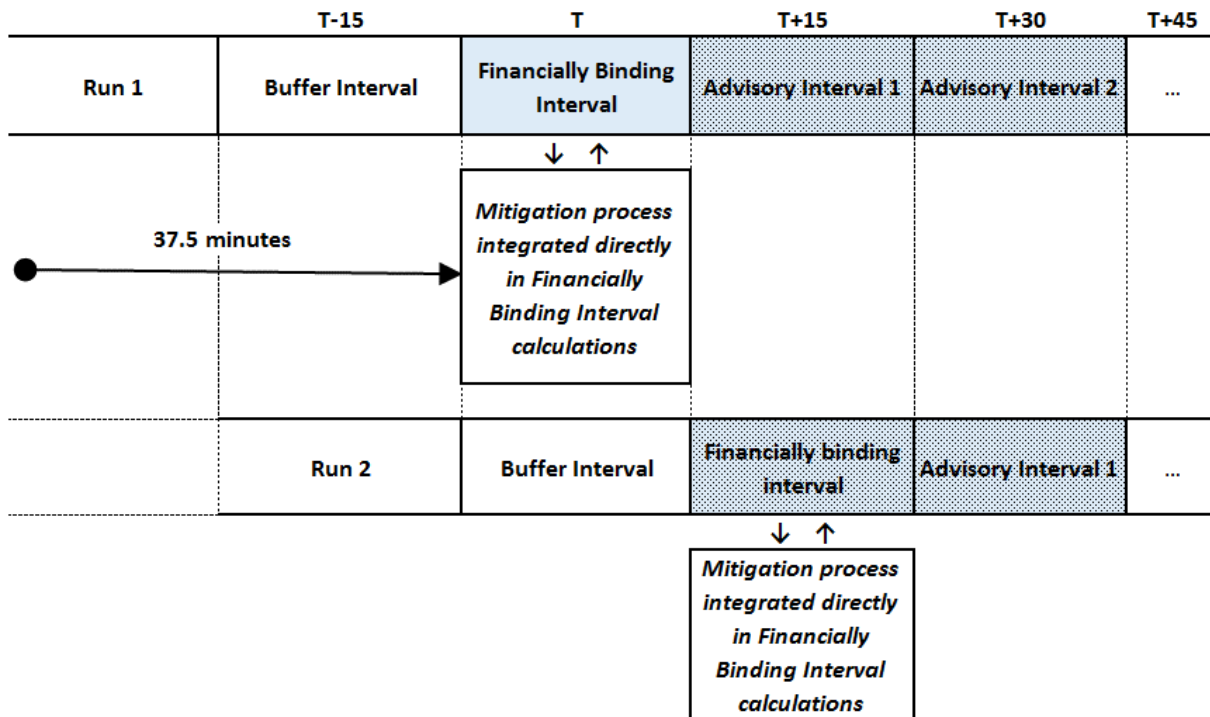 T-15 T T+15 T+30 T+45
Run 1 Buffer Interval Financially Binding Interval Advisory Interval 1 Advisory Interval 2 ...
↓ ↑
Mitigation process
integrated directly
in Financially
Binding Interval
calculations
37.5 minutes
Run 2 Buffer Interval Financially binding interval Advisory Interval 1 ...
↓ ↑
Mitigation process
integrated directly
in Financially
Binding Interval
calculations